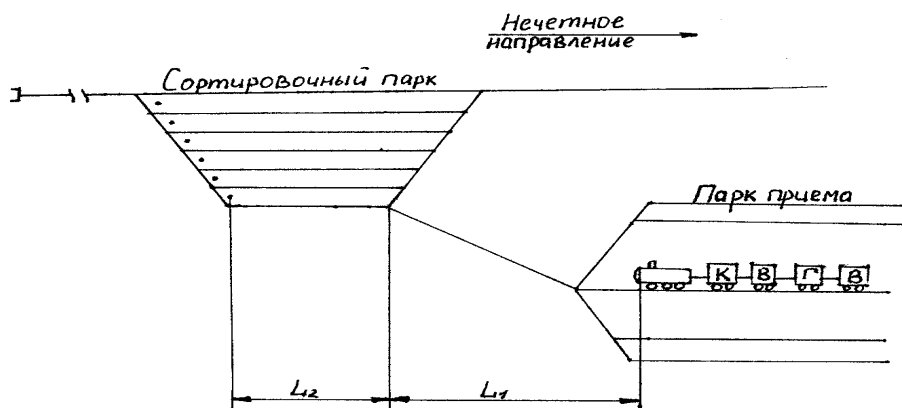 Нечетное
направление
Сортировочный парк
Парк приема
К В Г В
L2
L1